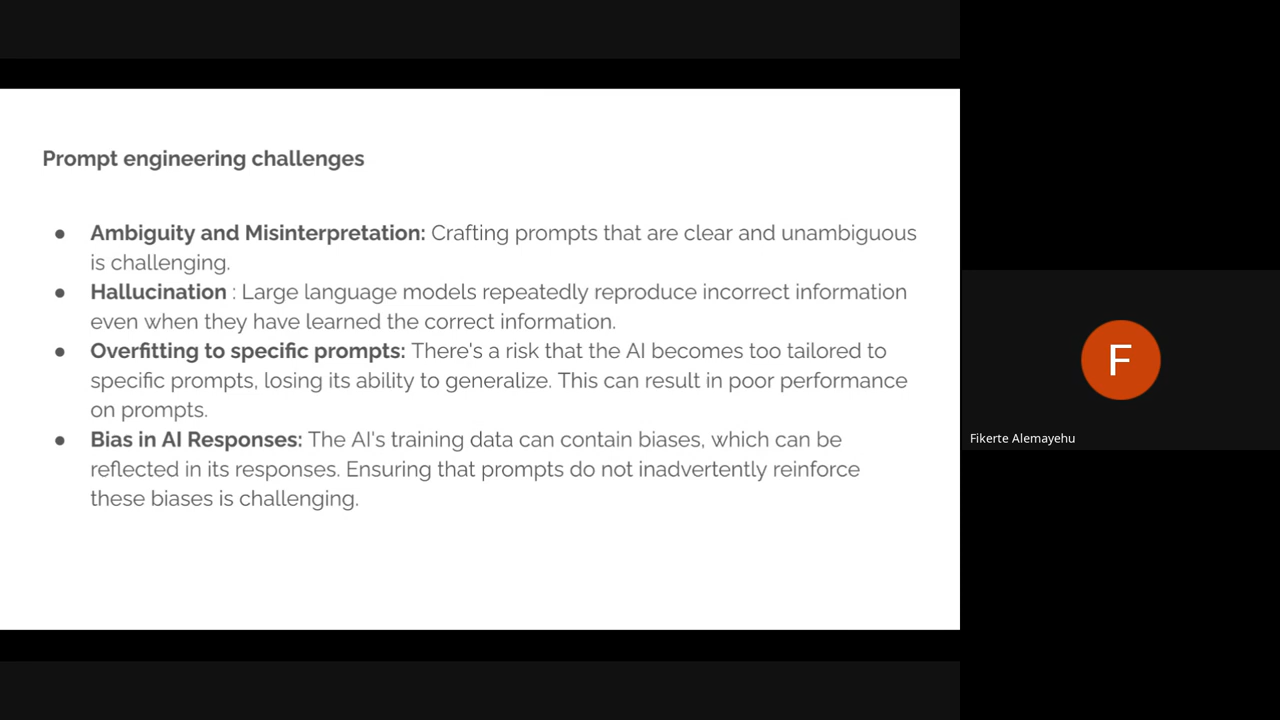 Prompt engineering challenges
● Ambiguity and Misinterpretation: Crafting prompts that are clear and unambiguous
is challenging.
● Hallucination : Large language models repeatedly reproduce incorrect information
even when they have learned the correct information.
● Overfitting to specific prompts: There's a risk that the AI becomes too tailored to
specific prompts, losing its ability to generalize. This can result in poor performance
on prompts.
● Bias in AI Responses: The AI's training data can contain biases, which can be
reflected in its responses. Ensuring that prompts do not inadvertently reinforce
these biases is challenging.
F
Fikerte Alemayehu